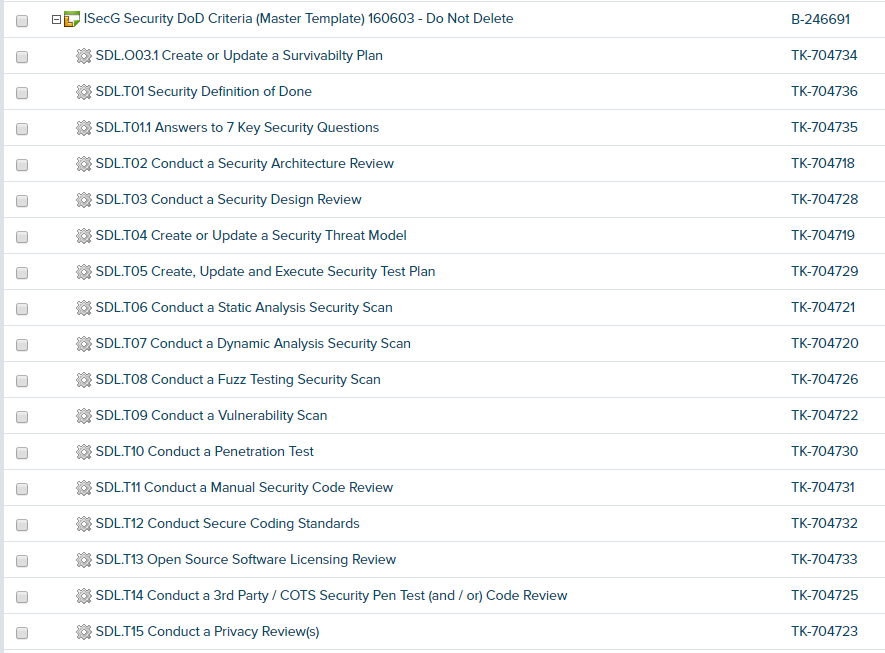 ISecG Security DoD Criteria (Master Template) 160603 - Do Not Delete B-246691
SDL.O03.1 Create or Update a Survivabilty Plan TK-704734
SDL.T01 Security Definition of Done TK-704736
SDL.T01.1 Answers to 7 Key Security Questions TK-704735
SDL.T02 Conduct a Security Architecture Review TK-704718
SDL.T03 Conduct a Security Design Review TK-704728
SDL.T04 Create or Update a Security Threat Model TK-704719
SDL.T05 Create, Update and Execute Security Test Plan TK-704729
SDL.T06 Conduct a Static Analysis Security Scan TK-704721
SDL.T07 Conduct a Dynamic Analysis Security Scan TK-704720
SDL.T08 Conduct a Fuzz Testing Security Scan TK-704726
SDL.T09 Conduct a Vulnerability Scan TK-704722
SDL.T10 Conduct a Penetration Test TK-704730
SDL.T11 Conduct a Manual Security Code Review TK-704731
SDL.T12 Conduct Secure Coding Standards TK-704732
SDL.T13 Open Source Software Licensing Review TK-704733
SDL.T14 Conduct a 3rd Party / COTS Security Pen Test (and / or) Code Review TK-704725
SDL.T15 Conduct a Privacy Review(s) TK-704723